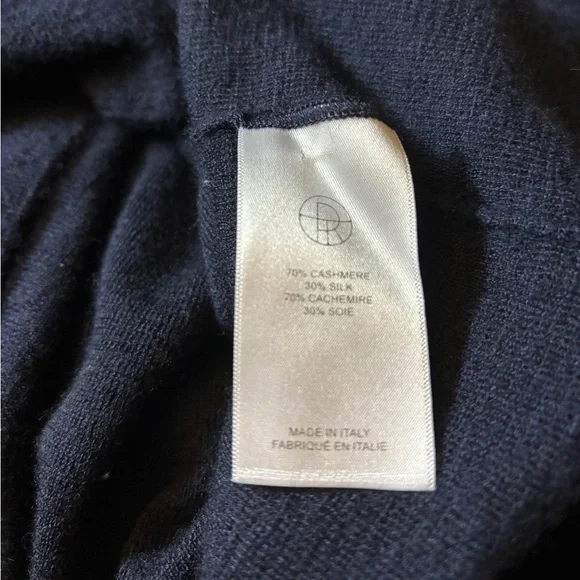 70% CASHMERE
30% SILK
70% CACHEMIRE
30% SOIE
MADE IN ITALY
FABRIQUÉ EN ITALIE